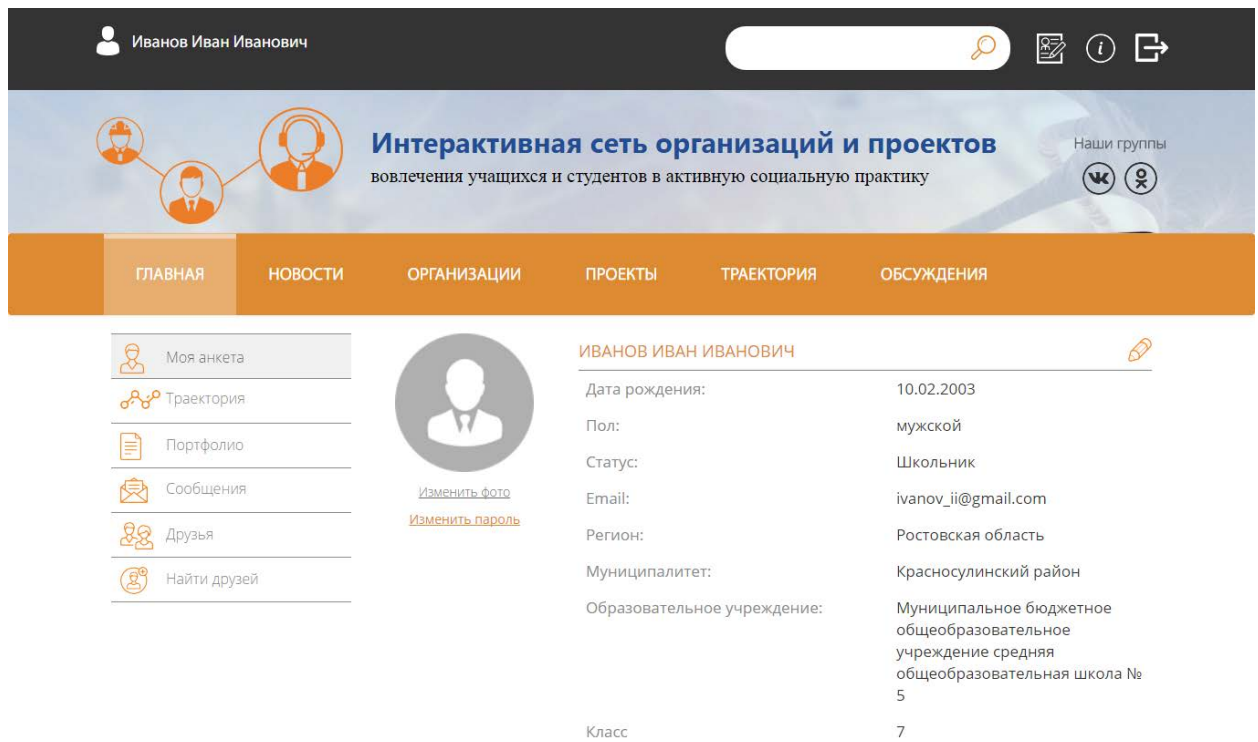 Иванов Иван Иванович
Интерактивная сеть организаций и проектов
вовлечения учащихся и студентов в активную социальную практику
Наши группы
ГЛАВНАЯ НОВОСТИ ОРГАНИЗАЦИИ ПРОЕКТЫ ТРАЕКТОРИЯ ОБСУЖДЕНИЯ
Моя анкета
Траектория
Портфолио
Сообщения
Друзья
Найти друзей
Изменить фото
Изменить пароль
ИВАНОВ ИВАН ИВАНОВИЧ
Дата рождения: 10.02.2003
Пол: мужской
Статус: Школьник
Email: ivanov_ii@gmail.com
Регион: Ростовская область
Муниципалитет: Красносулинский район
Образовательное учреждение: Муниципальное бюджетное
общеобразовательное
учреждение средняя
общеобразовательная школа №
5
Класс 7